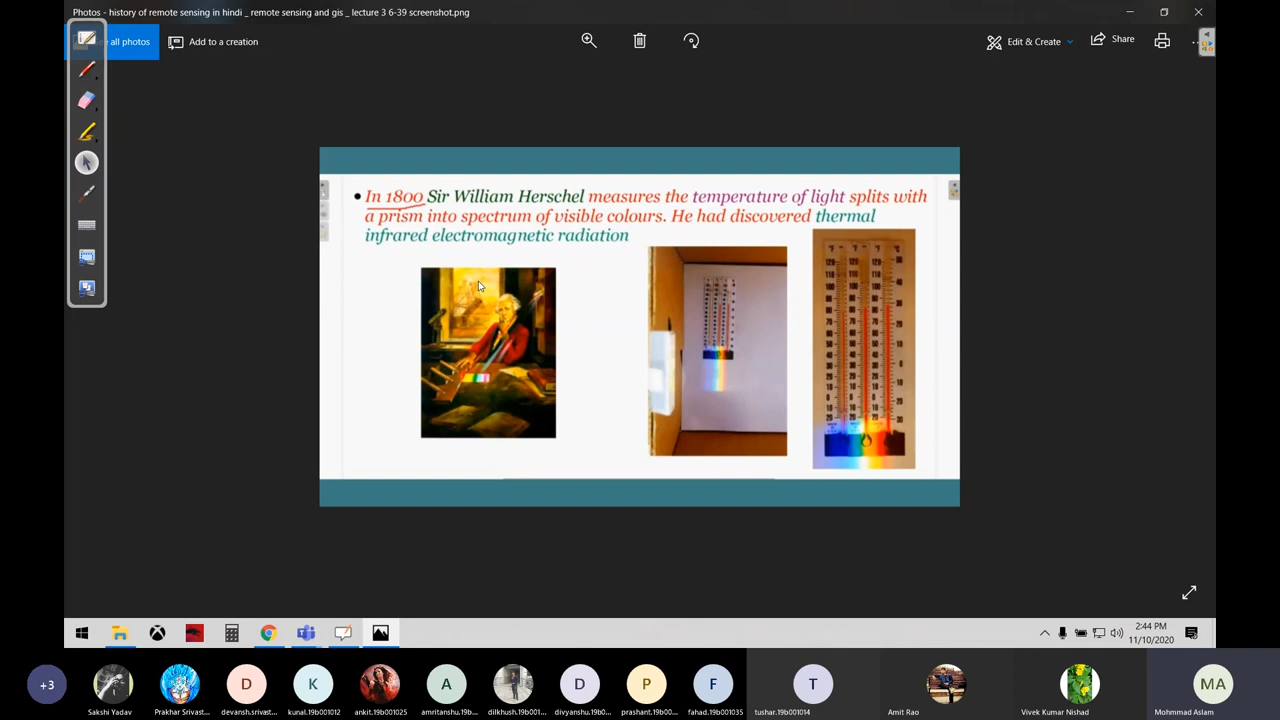 Photos - history of remote sensing in hindi _ remote sensing and gis _ lecture 3 6-39 screenshot.png
all photos
Add to a creation
Edit & Create
Share
• In 1800 Sir William Herschel measures the temperature of light splits with
a prism into spectrum of visible colours. He had discovered thermal
infrared electromagnetic radiation
2:44 PM
11/10/2020
+3
D
K
A
D
P
F
T
MA
Sakshi Yadav
Prakhar Srivast...
devansh.srivast...
kunal.19b001012
ankit.19b001025
amritanshu.19b...
dilkhush.19b001...
divyanshu.19b0...
prashant.19b00...
fahad.19b001035
tushar.19b001014
Amit Rao
Vivek Kumar Nishad
Mohmmad Aslam